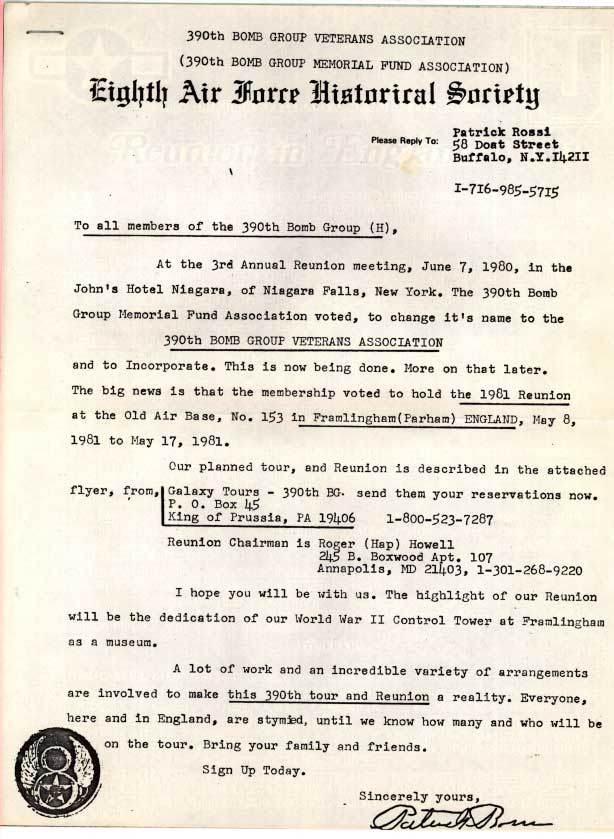 390th BOMB GROUP VETERANS ASSOCIATION
(390th BOMB GROUP MEMORIAL FUND ASSOCIATION)
Eighth Air Force Historical Society
Please Reply To: Patrick Rossi
58 Doat Street
Buffalo, N.Y.I42II
I-716-985-5715
To all members of the 390th Bomb Group (H),
At the 3rd Annual Reunion meeting, June 7, 1980, in the
John's Hotel Niagara, of Niagara Falls, New York. The 390th Bomb
Group Memorial Fund Association voted, to change it's name to the
390th BOMB GROUP VETERANS ASSOCIATION
and to Incorporate. This is now being done. More on that later.
The big news is that the membership voted to hold the 1981 Reunion
at the Old Air Base, No. 153 in Framlingham(Parham) ENGLAND, May 8,
1981 to May 17, 1981.
Our planned tour, and Reunion is described in the attached
flyer, from, Galaxy Tours - 390th BG. send them your reservations now.
P. O. Box 45
King of Prussia, PA 19406 1-800-523-7287
Reunion Chairman is Roger (Hap) Howell
245 B. Boxwood Apt. 107
Annapolis, MD 21403, 1-301-268-9220
I hope you will be with us. The highlight of our Reunion
will be the dedication of our World War II Control Tower at Framlingham
as a museum.
A lot of work and an incredible variety of arrangements
are involved to make this 390th tour and Reunion a reality. Everyone,
here and in England, are stymied, until we know how many and who will be
on the tour. Bring your family and friends.
Sign Up Today.
Sincerely yours,